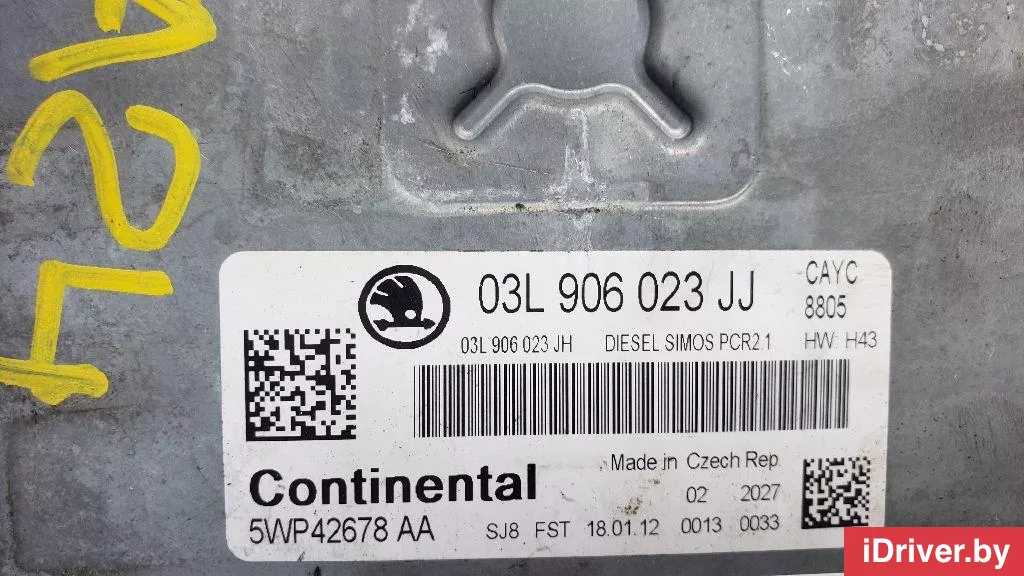 03L 906 023 JJ
CAYC
8805
03L 906 023 JH DIESEL SIMOS PCR2.1 HW: H43
Continental
Made in Czech Rep.
02 2027
5WP42678 AA
SJ8 FST 18.01.12 0013 0033
iDriver.by